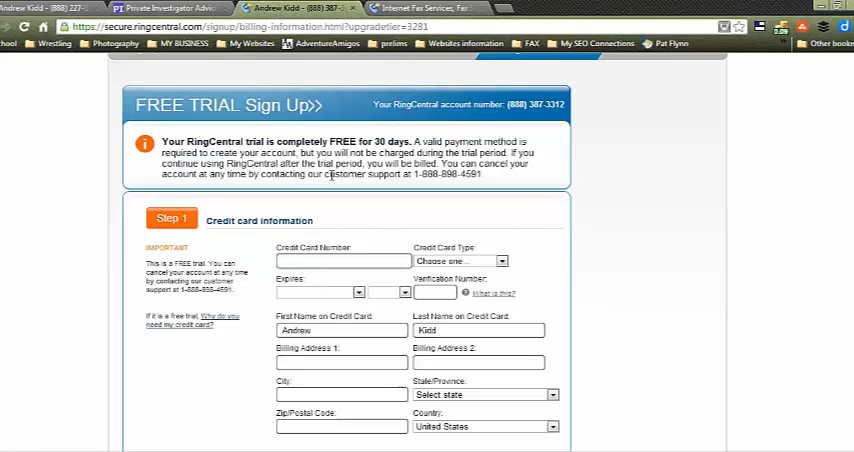 Andrew Kidd – (888) 227-1
Private Investigator Advic
Andrew Kidd – (888) 387-3
Internet Fax Services, Fax
https://secure.ringcentral.com/signup/billing-information.html?upgradetier=3281
0.09
hool
Wrestling
Photography
MY BUSINESS
My Websites
AdventureAmigos
prelims
Websites information
FAX
My SEO Connections
Pat Flynn
Other book
FREE TRIAL Sign Up>>
Your RingCentral account number: (888) 387-3312
Your RingCentral trial is completely FREE for 30 days. A valid payment method is
required to create your account, but you will not be charged during the trial period. If you
continue using RingCentral after the trial period, you will be billed. You can cancel your
account at any time by contacting our customer support at 1-888-898-4591.
Step 1
Credit card information
IMPORTANT
This is a FREE trial. You can
cancel your account at any time
by contacting our customer
support at 1-888-898-4591.
If it is a free trial, Why do you
need my credit card?
Credit Card Number:
Credit Card Type:
Choose one...
Expires:
Verification Number:
What is this?
First Name on Credit Card:
Last Name on Credit Card:
Andrew
Kidd
Billing Address 1:
Billing Address 2:
City:
State/Province:
Select state
Zip/Postal Code:
Country:
United States